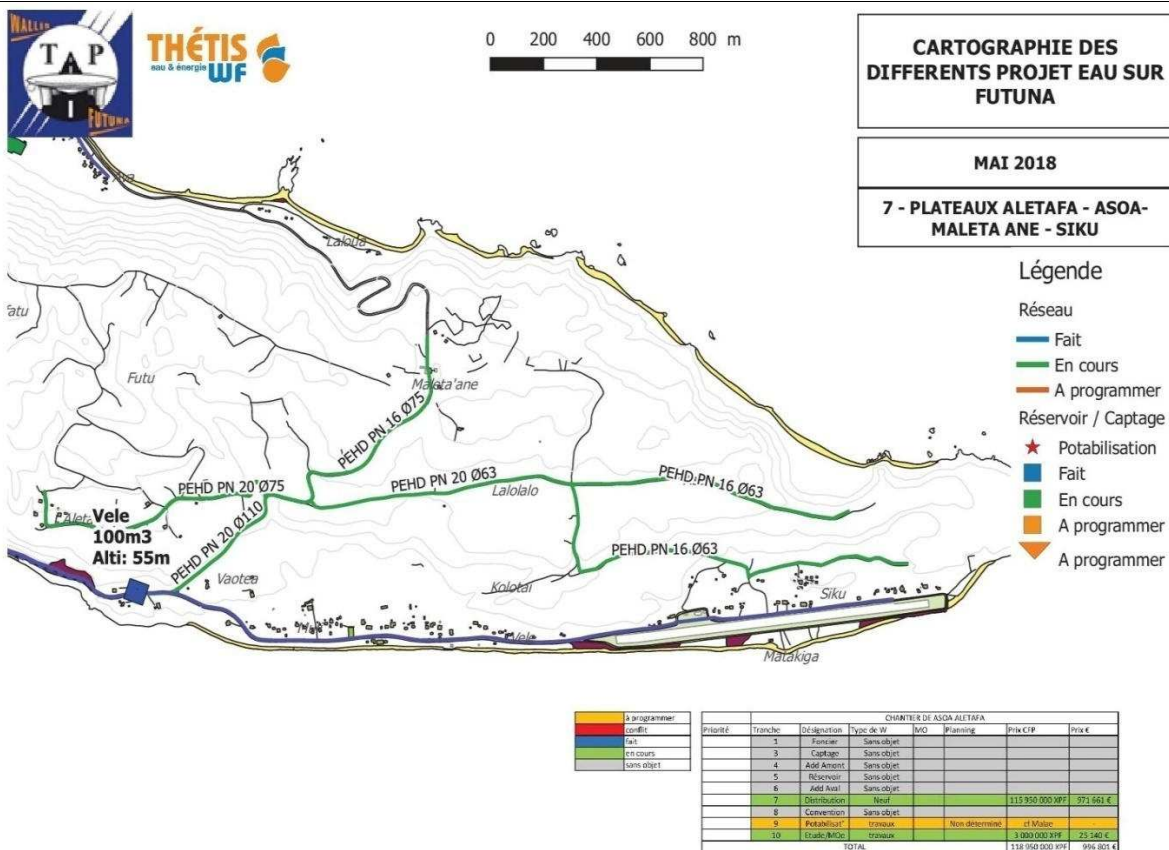 WALLIS
TAPI
FUTUNA
THÉTIS
eau & énergie
WF
0 200 400 600 800 m
CARTOGRAPHIE DES
DIFFERENTS PROJET EAU SUR
FUTUNA
MAI 2018
7 - PLATEAUX ALETAFA - ASOA-
MALETA ANE - SIKU
Légende
Réseau
Fait
En cours
A programmer
Réservoir / Captage
Potabilisation
Fait
En cours
A programmer
A programmer
Laloua
Futu
Maleta'ane
PEHD PN 16 Ø75
PEHD PN 20 Ø75
PEHD PN 20 Ø63
Lalolalo
PEHD PN 16 Ø63
Vele
100m3
Alti: 55m
PEHD PN 20 Ø110
PEHD PN 16 Ø63
Vaotea
Kolotai
Siku
Vele
Matakiga
à programmer
conflit
fait
en cours
sans objet
CHANTIER DE ASOA ALETAFA
Priorité Tranche Désignation Type de W MO Planning Prix CFP Prix €
1 Foncier Sans objet
3 Captage Sans objet
4 Add Amont Sans objet
5 Réservoir Sans objet
6 Add Aval Sans objet
7 Distribution Neuf 115 950 000 XPF 971 661 €
8 Convention Sans objet
9 Potabilisat° travaux Non déterminé cf Malae -
10 Etude/MOe travaux 3 000 000 XPF 25 140 €
TOTAL 118 950 000 XPF 996 801 €